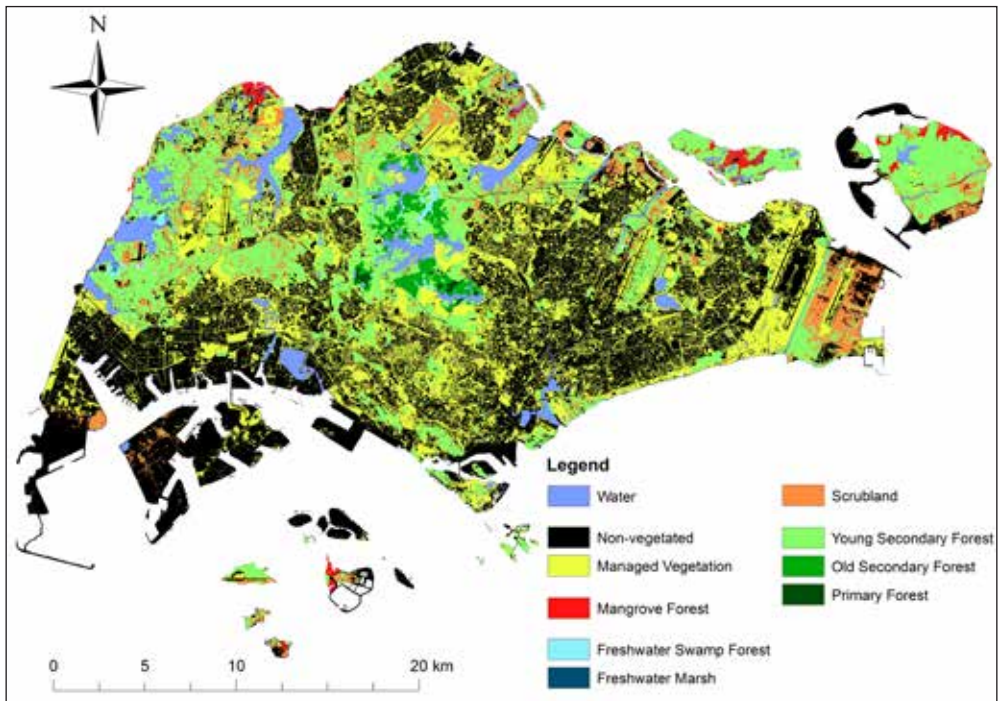 N
Legend
Water
Non-vegetated
Managed Vegetation
Mangrove Forest
Freshwater Swamp Forest
Freshwater Marsh
Scrubland
Young Secondary Forest
Old Secondary Forest
Primary Forest
0 5 10 20 km